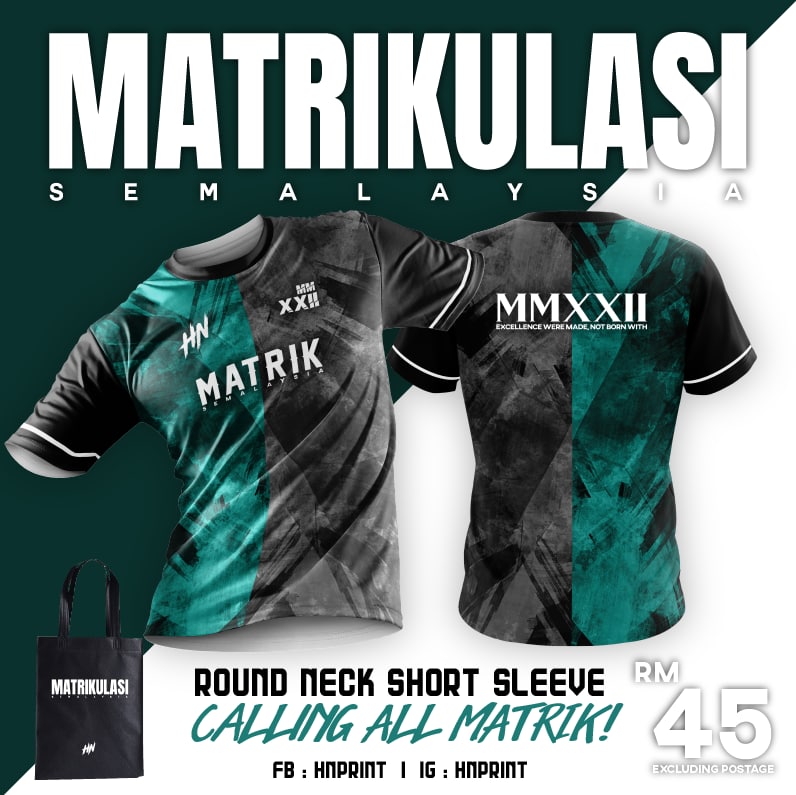 MATRIKULASI
SEMALAYSIA
HN
MM
XXII
MATRIK
SEMALAYSIA
MMXXII
EXCELLENCE WERE MADE, NOT BORN WITH
MATRIKULASI
SEMALAYSIA
HN
ROUND NECK SHORT SLEEVE
CALLING ALL MATRIK!
FB : HNPRINT I IG : HNPRINT
RM
45
EXCLUDING POSTAGE